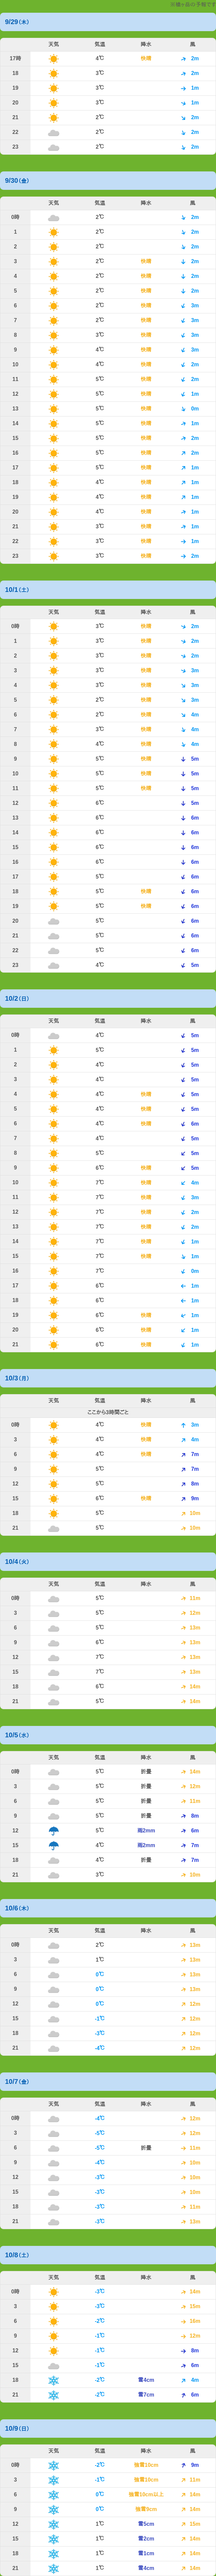 9/29(木)
天気 気温 降水 風
17時 4℃ 快晴 2m
18 3℃ 2m
19 3℃ 1m
20 3℃ 1m
21 2℃ 2m
22 2℃ 2m
23 2℃ 2m
9/30(金)
天気 気温 降水 風
0時 2℃ 2m
1 2℃ 2m
2 2℃ 2m
3 2℃ 快晴 2m
4 2℃ 快晴 2m
5 2℃ 快晴 2m
6 2℃ 快晴 3m
7 2℃ 快晴 3m
8 3℃ 快晴 3m
9 4℃ 快晴 3m
10 4℃ 快晴 2m
11 5℃ 快晴 2m
12 5℃ 快晴 1m
13 5℃ 快晴 0m
14 5℃ 快晴 1m
15 5℃ 快晴 2m
16 5℃ 快晴 2m
17 5℃ 快晴 1m
18 4℃ 快晴 1m
19 4℃ 快晴 1m
20 4℃ 快晴 1m
21 3℃ 快晴 1m
22 3℃ 快晴 1m
23 3℃ 快晴 2m
10/1(土)
天気 気温 降水 風
0時 3℃ 快晴 2m
1 3℃ 快晴 2m
2 3℃ 快晴 2m
3 3℃ 快晴 3m
4 3℃ 快晴 3m
5 2℃ 快晴 3m
6 2℃ 快晴 4m
7 3℃ 快晴 4m
8 4℃ 快晴 4m
9 5℃ 快晴 5m
10 5℃ 快晴 5m
11 5℃ 快晴 5m
12 6℃ 5m
13 6℃ 6m
14 6℃ 6m
15 6℃ 6m
16 6℃ 6m
17 5℃ 6m
18 5℃ 快晴 6m
19 5℃ 快晴 6m
20 5℃ 6m
21 5℃ 6m
22 5℃ 5m
23 4℃ 5m
10/2(日)
天気 気温 降水 風
0時 4℃ 5m
1 5℃ 5m
2 4℃ 5m
3 4℃ 5m
4 4℃ 快晴 5m
5 4℃ 快晴 5m
6 4℃ 快晴 6m
7 4℃ 5m
8 5℃ 5m
9 6℃ 快晴 5m
10 7℃ 快晴 4m
11 7℃ 快晴 3m
12 7℃ 快晴 2m
13 7℃ 快晴 2m
14 7℃ 快晴 1m
15 7℃ 快晴 1m
16 7℃ 0m
17 6℃ 1m
18 6℃ 1m
19 6℃ 快晴 1m
20 6℃ 快晴 1m
21 6℃ 快晴 1m
10/3(月)
天気 気温 降水 風
ここから3時間ごと
0時 4℃ 快晴 3m
3 4℃ 快晴 4m
6 4℃ 快晴 7m
9 5℃ 7m
12 5℃ 8m
15 6℃ 快晴 9m
18 5℃ 10m
21 5℃ 10m
10/4(火)
天気 気温 降水 風
0時 5℃ 11m
3 5℃ 12m
6 5℃ 13m
9 6℃ 13m
12 7℃ 13m
15 7℃ 13m
18 6℃ 14m
21 5℃ 14m
10/5(水)
天気 気温 降水 風
0時 5℃ 折曇 14m
3 5℃ 折曇 12m
6 5℃ 折曇 11m
9 5℃ 折曇 8m
12 5℃ 雨2mm 6m
15 4℃ 雨2mm 7m
18 4℃ 折曇 7m
21 3℃ 10m
10/6(木)
天気 気温 降水 風
0時 2℃ 13m
3 1℃ 13m
6 0℃ 15m
9 0℃ 13m
12 0℃ 12m
15 -1℃ 12m
18 -3℃ 12m
21 -4℃ 12m
10/7(金)
天気 気温 降水 風
0時 -4℃ 12m
3 -5℃ 12m
6 -5℃ 折曇 11m
9 -4℃ 10m
12 -3℃ 10m
15 -3℃ 10m
18 -3℃ 11m
21 -3℃ 13m
10/8(土)
天気 気温 降水 風
0時 -3℃ 14m
3 -3℃ 15m
6 -2℃ 16m
9 -1℃ 12m
12 -1℃ 8m
15 -1℃ 6m
18 -2℃ 雪4cm 4m
21 -2℃ 雪7cm 6m
10/9(日)
天気 気温 降水 風
0時 -2℃ 強雪10cm 9m
3 -1℃ 強雪10cm 11m
6 0℃ 強雪10cm以上 14m
9 0℃ 強雪9cm 14m
12 1℃ 雪5cm 15m
15 1℃ 雪2cm 14m
18 1℃ 雪1cm 14m
21 1℃ 雪4cm 14m